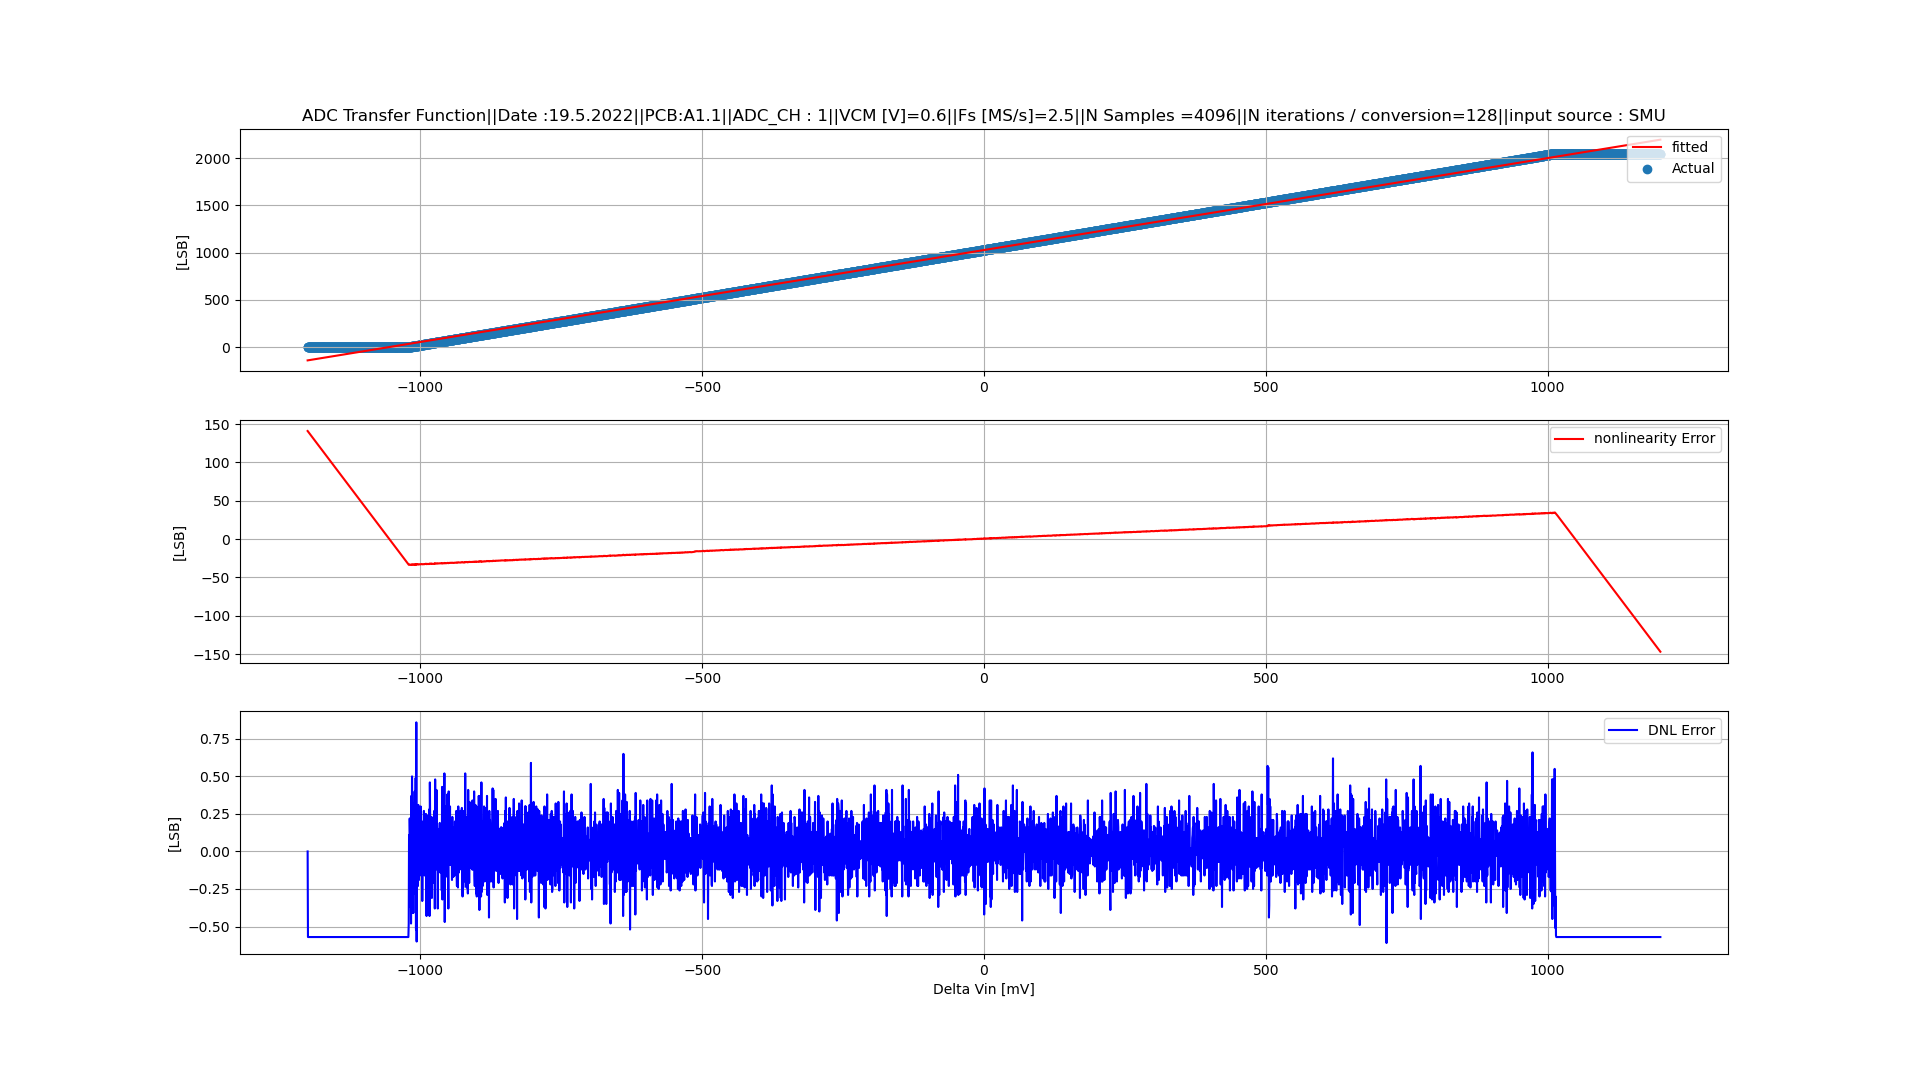 ADC Transfer Function||Date :19.5.2022||PCB:A1.1||ADC_CH : 1||VCM [V]=0.6||Fs [MS/s]=2.5||N Samples =4096||N iterations / conversion=128||input source : SMU
fitted
Actual
[LSB]
2000
1500
1000
500
0
−1000 −500 0 500 1000
nonlinearity Error
[LSB]
150
100
50
0
−50
−100
−150
−1000 −500 0 500 1000
DNL Error
[LSB]
0.75
0.50
0.25
0.00
−0.25
−0.50
−1000 −500 0 500 1000
Delta Vin [mV]